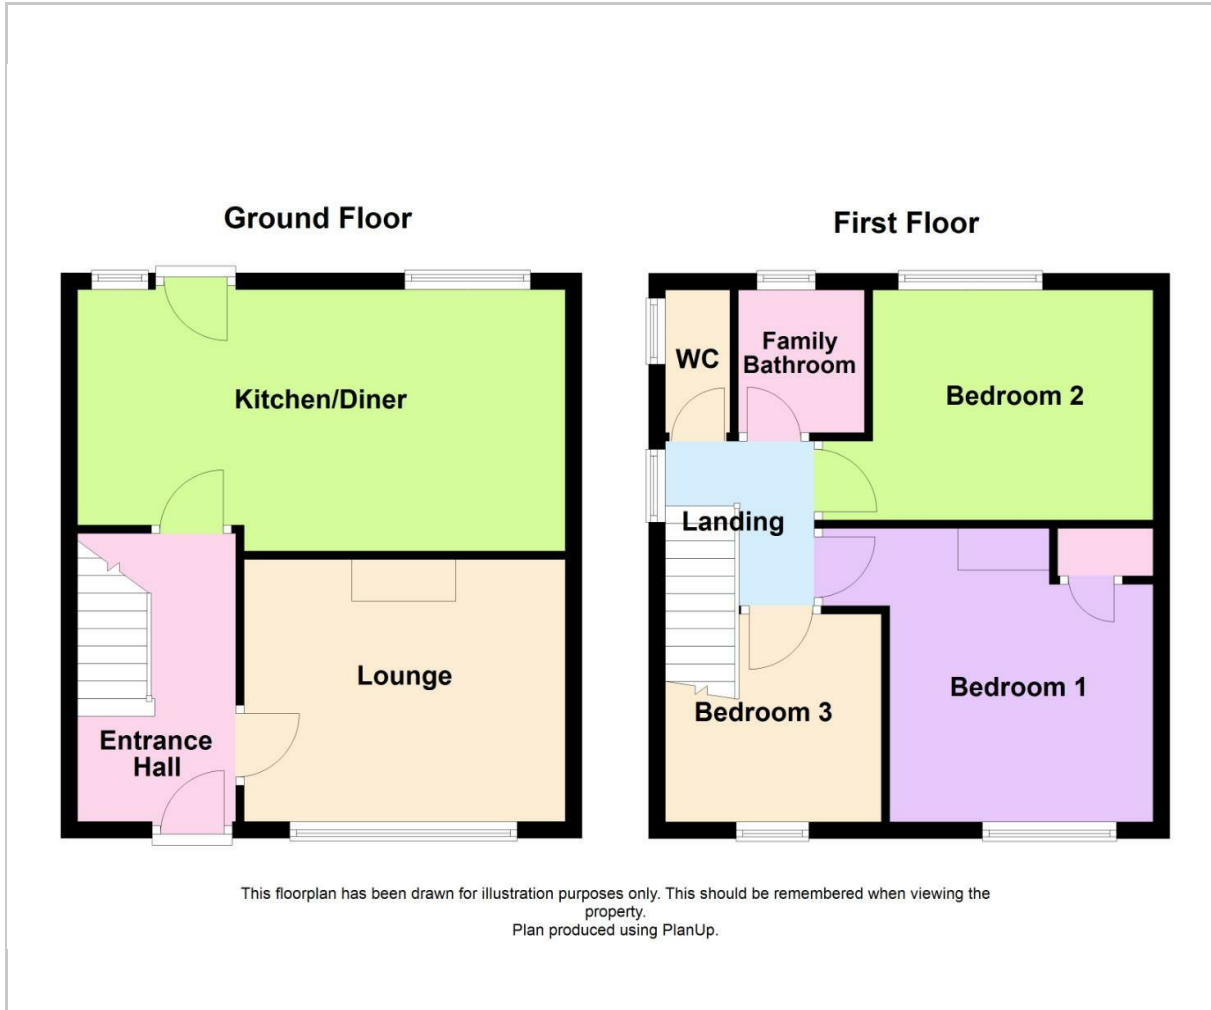 Ground Floor
Kitchen/Diner
Lounge
Entrance
Hall
First Floor
WC
Family
Bathroom
Bedroom 2
Landing
Bedroom 1
Bedroom 3
This floorplan has been drawn for illustration purposes only. This should be remembered when viewing the
property.
Plan produced using PlanUp.